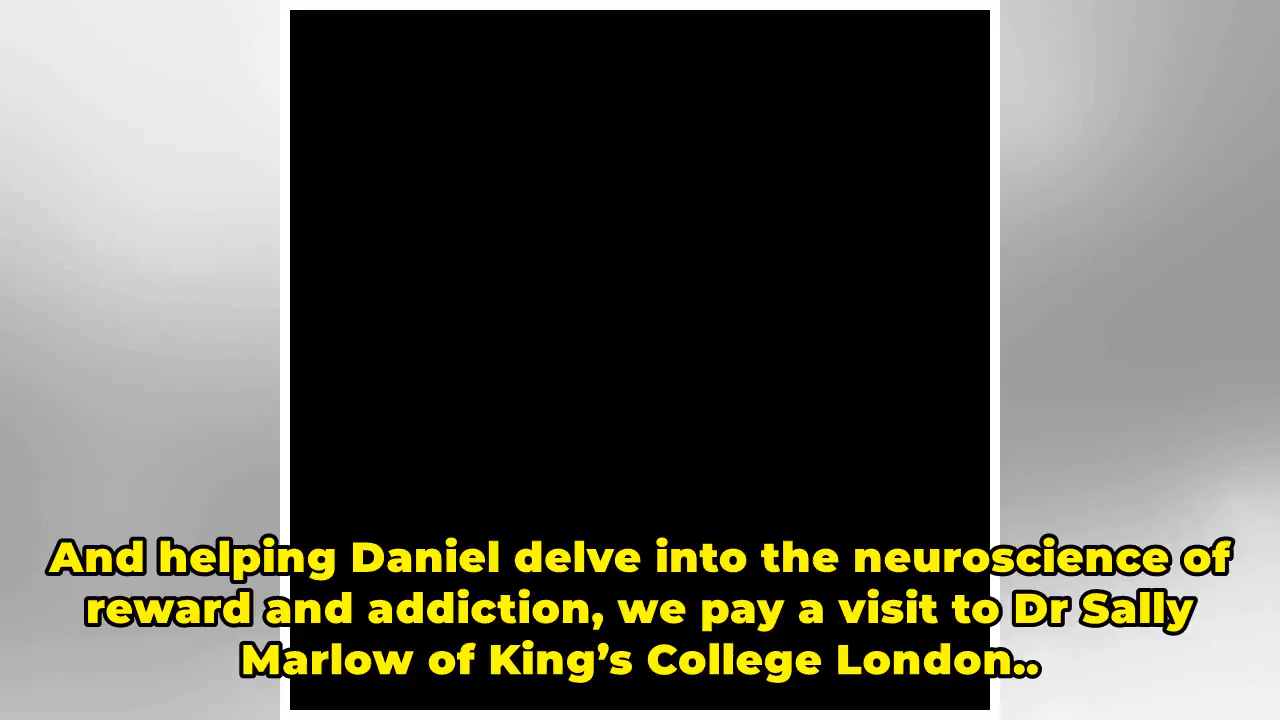 And helping Daniel delve into the neuroscience of
reward and addiction, we pay a visit to Dr Sally
Marlow of King’s College London..